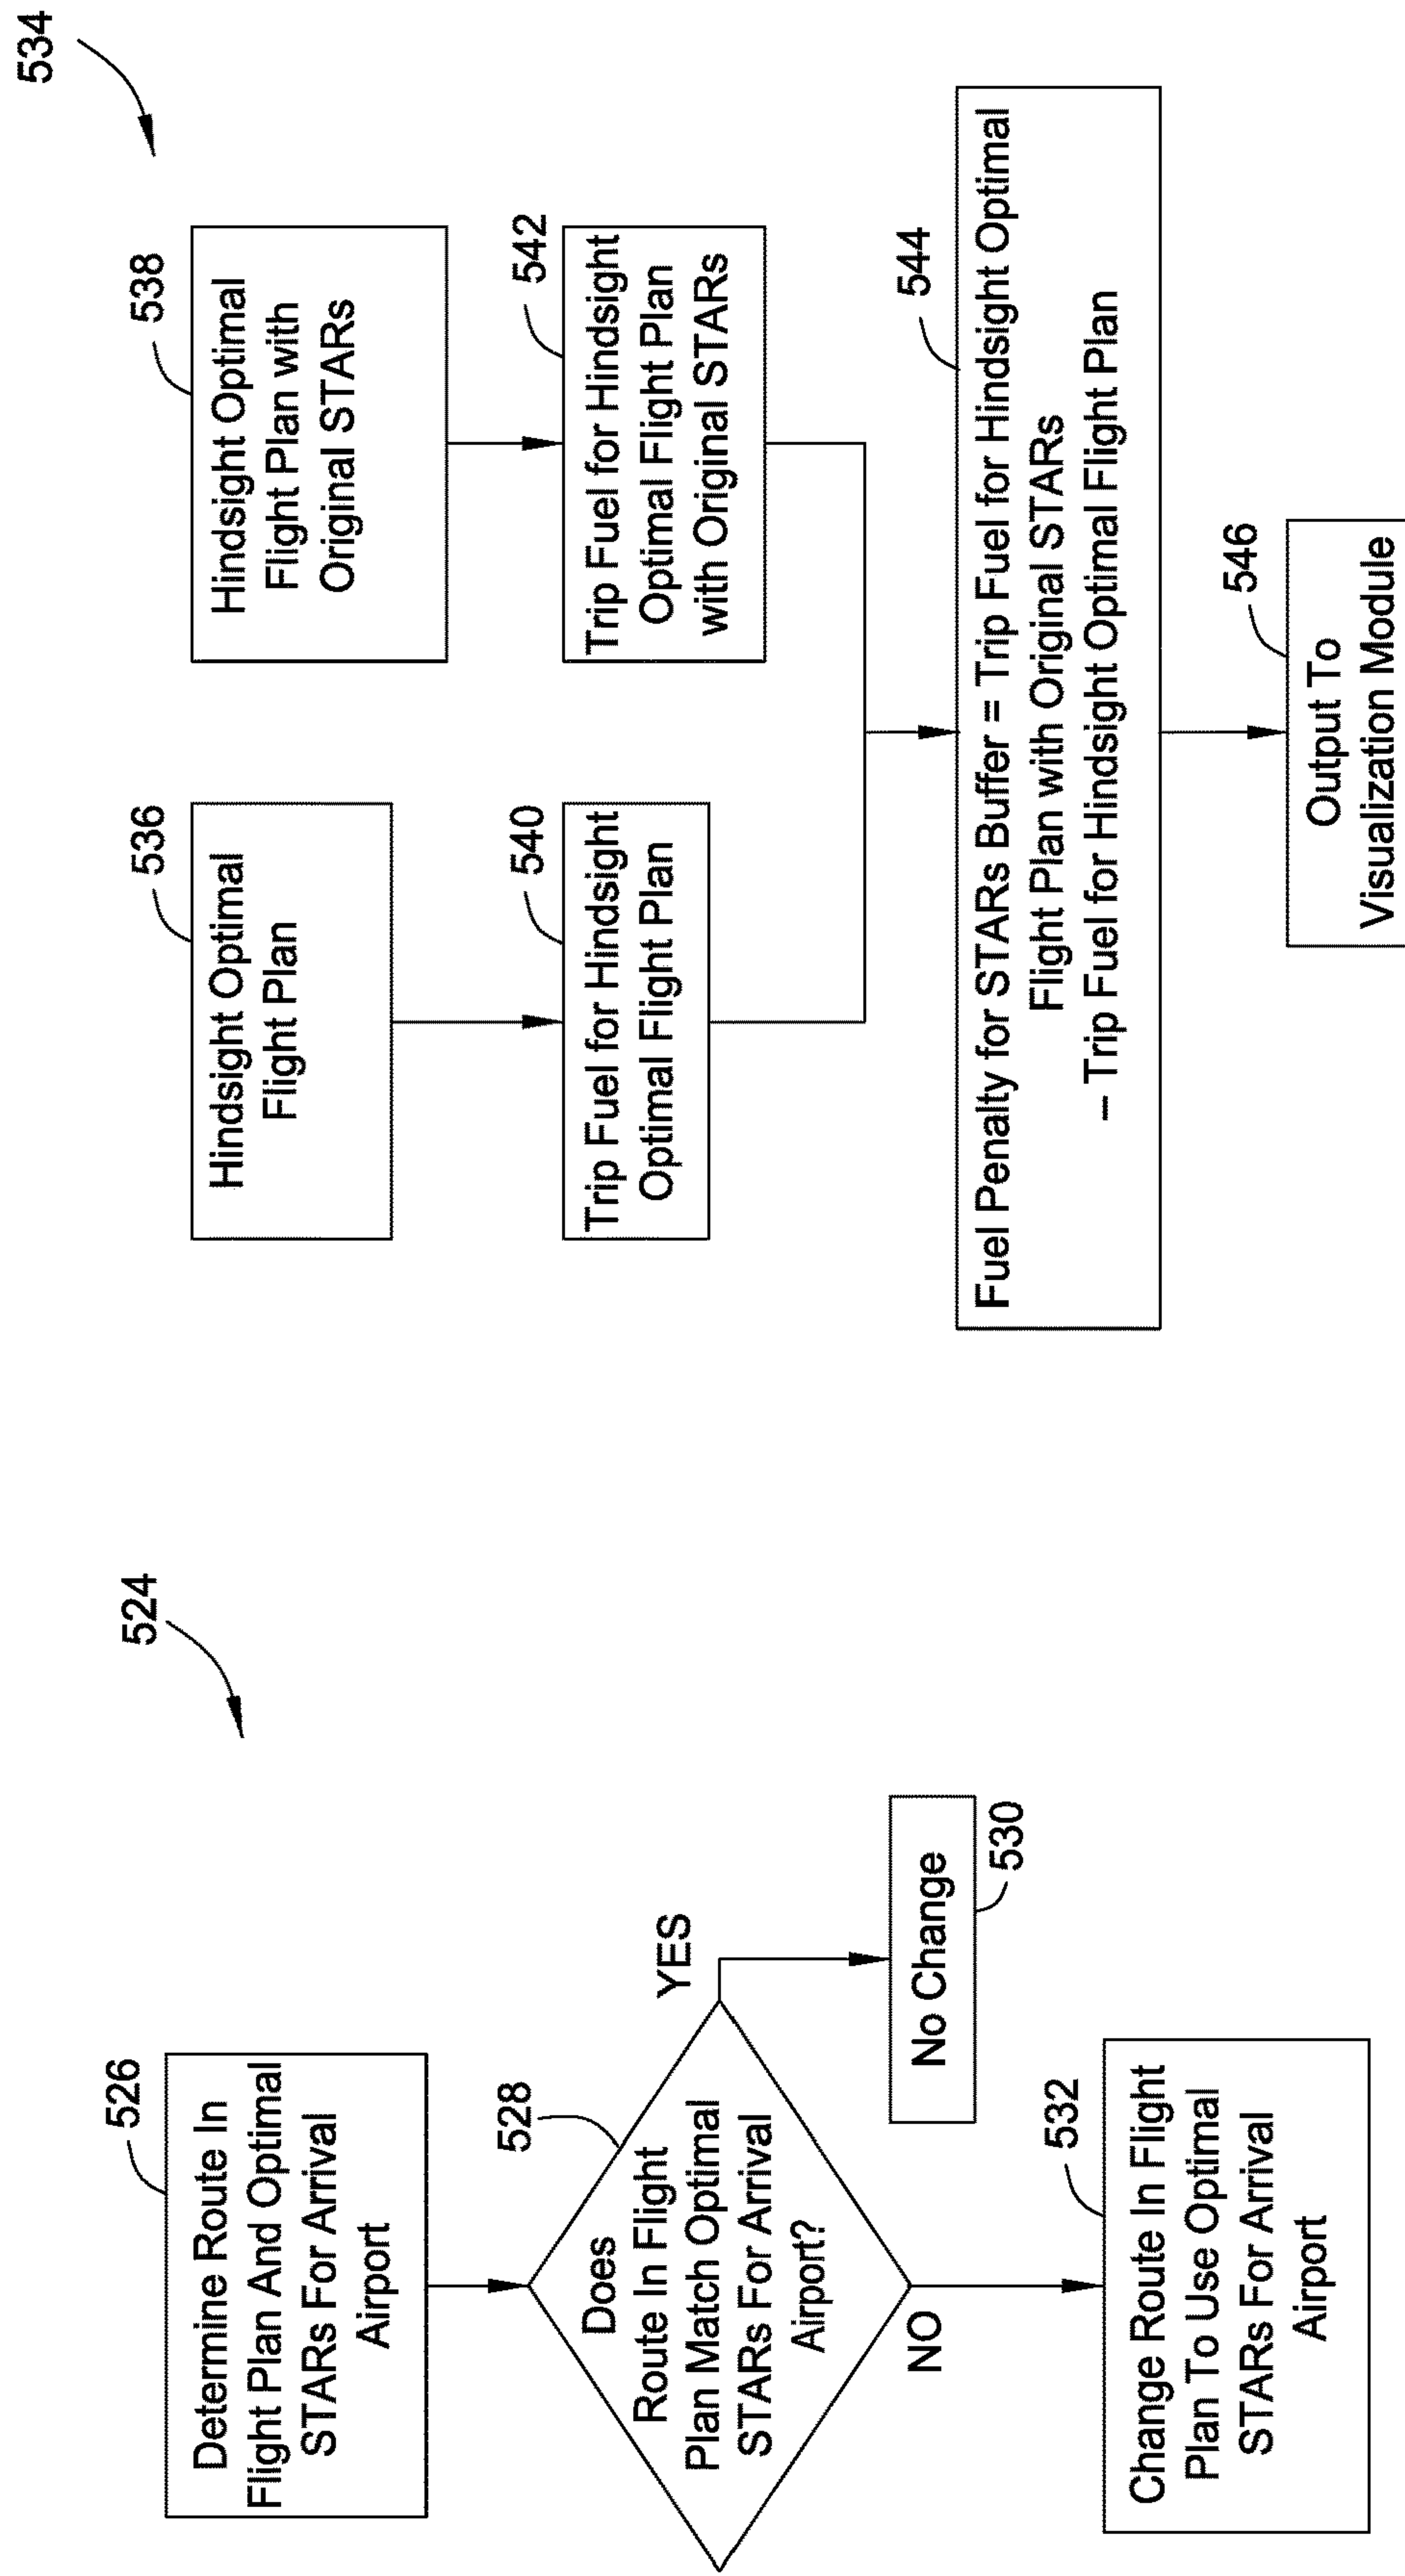 524
526
Determine Route In
Flight Plan And Optimal
STARs For Arrival
Airport
528
Does
Route In Flight
Plan Match Optimal
STARs For Arrival
Airport?
YES
No Change
530
NO
532
Change Route In Flight
Plan To Use Optimal
STARs For Arrival
Airport
534
536
Hindsight Optimal
Flight Plan
538
Hindsight Optimal
Flight Plan with
Original STARs
540
Trip Fuel for Hindsight
Optimal Flight Plan
542
Trip Fuel for Hindsight
Optimal Flight Plan
with Original STARs
544
Fuel Penalty for STARs Buffer = Trip Fuel for Hindsight Optimal
Flight Plan with Original STARs
– Trip Fuel for Hindsight Optimal Flight Plan
546
Output To
Visualization Module